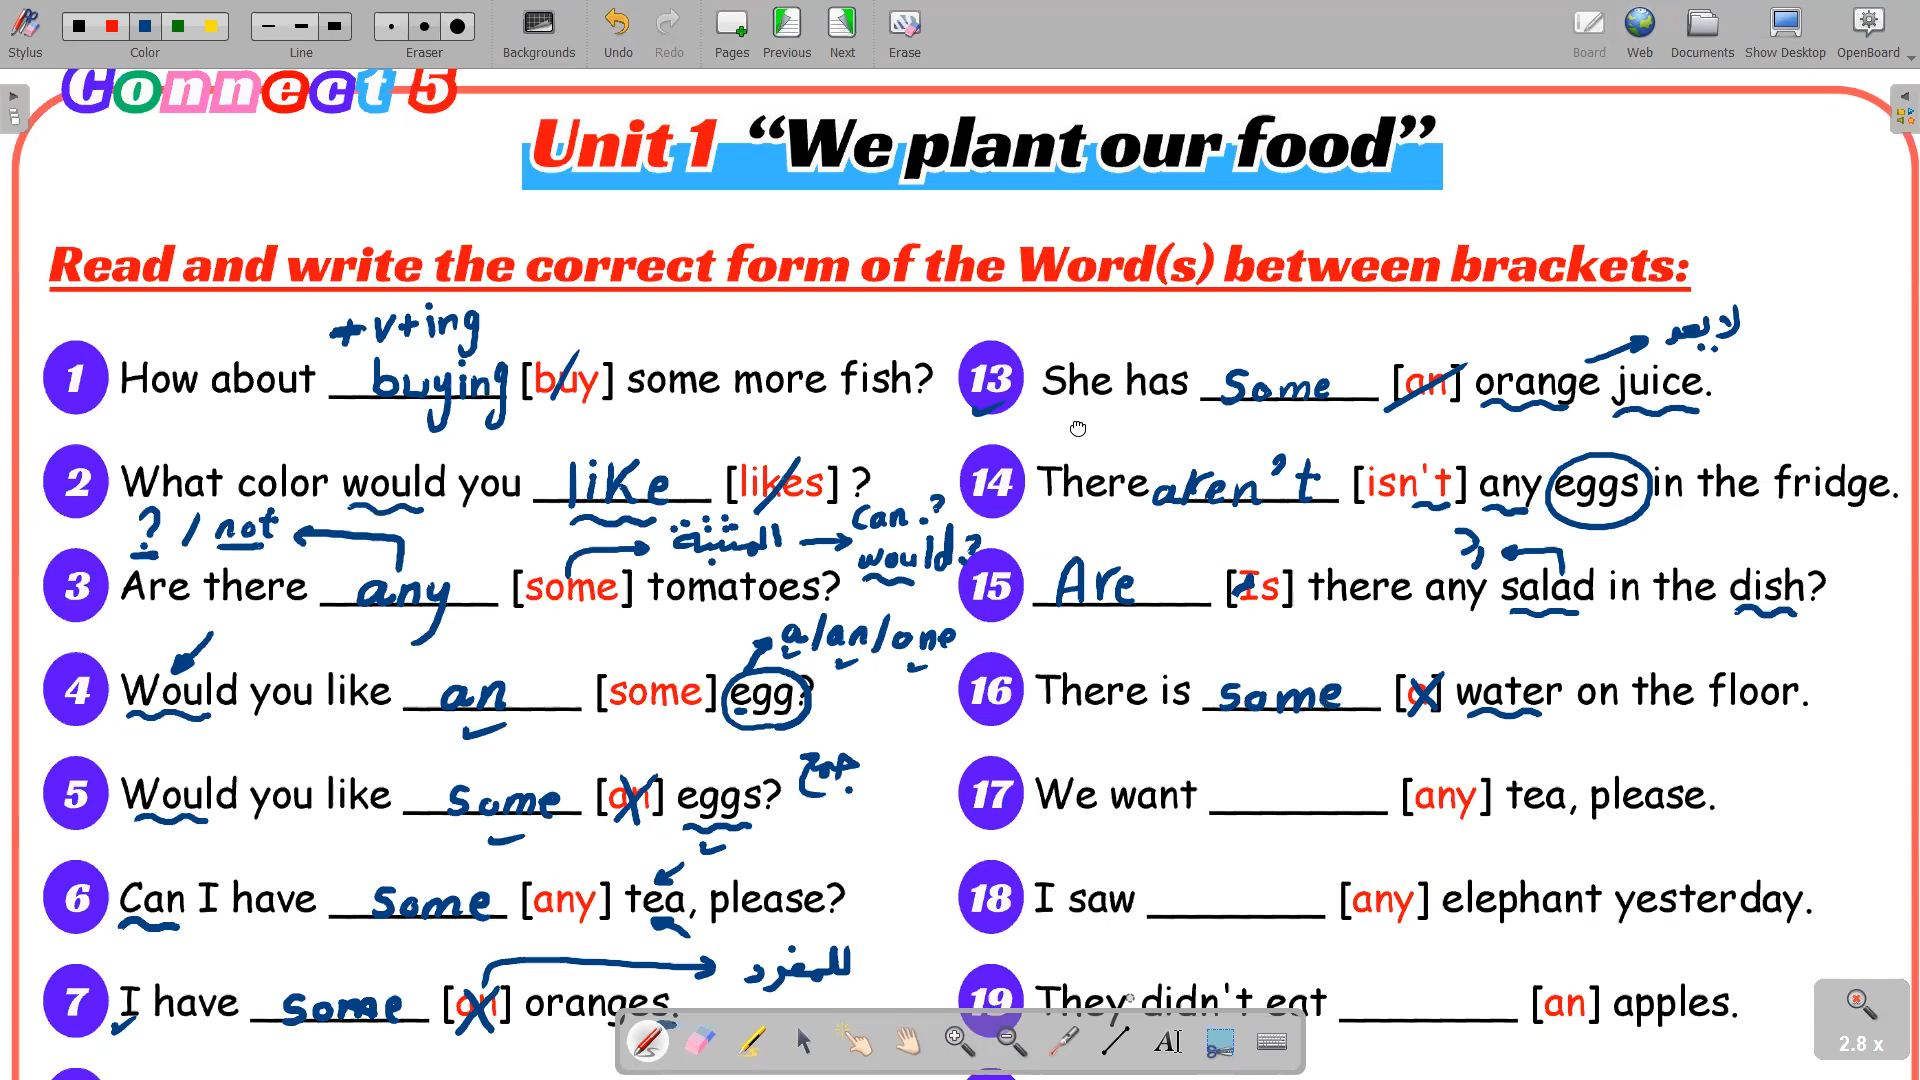 Stylus
Color
Line
Eraser
Backgrounds
Undo
Redo
Pages
Previous
Next
Erase
Board
Web
Documents
Show Desktop
OpenBoard
Connect 5
Unit 1 “We plant our food”
Read and write the correct form of the Word(s) between brackets:
+v+ing
1 How about buying [buy] some more fish?
2 What color would you like [likes] ?
? / not
can ..?
would..?
3 Are there any [some] tomatoes?
a/an/one
4 Would you like an [some] egg?
5 Would you like some [an] eggs?
جمع
6 Can I have some [any] tea, please?
للمفرد
7 I have some [an] oranges.
لا يعد
13 She has some [an] orange juice.
14 There aren't [isn't] any eggs in the fridge.
15 Are [Is] there any salad in the dish?
16 There is some [a] water on the floor.
17 We want ________ [any] tea, please.
18 I saw ________ [any] elephant yesterday.
19 They didn't eat ________ [an] apples.
2.8 x